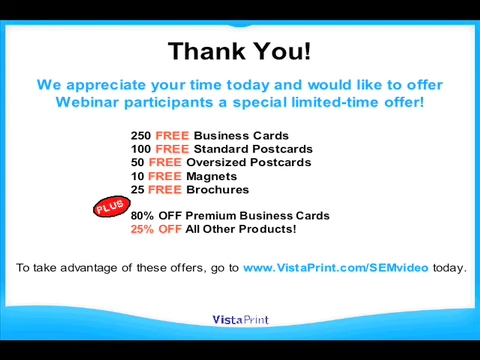 Thank You!
We appreciate your time today and would like to offer
Webinar participants a special limited-time offer!
250 FREE Business Cards
100 FREE Standard Postcards
50 FREE Oversized Postcards
10 FREE Magnets
25 FREE Brochures
PLUS
80% OFF Premium Business Cards
25% OFF All Other Products!
To take advantage of these offers, go to www.VistaPrint.com/SEMvideo today.
VistaPrint